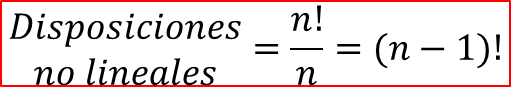 Disposiciones
no lineales = n!/n = (n − 1)!